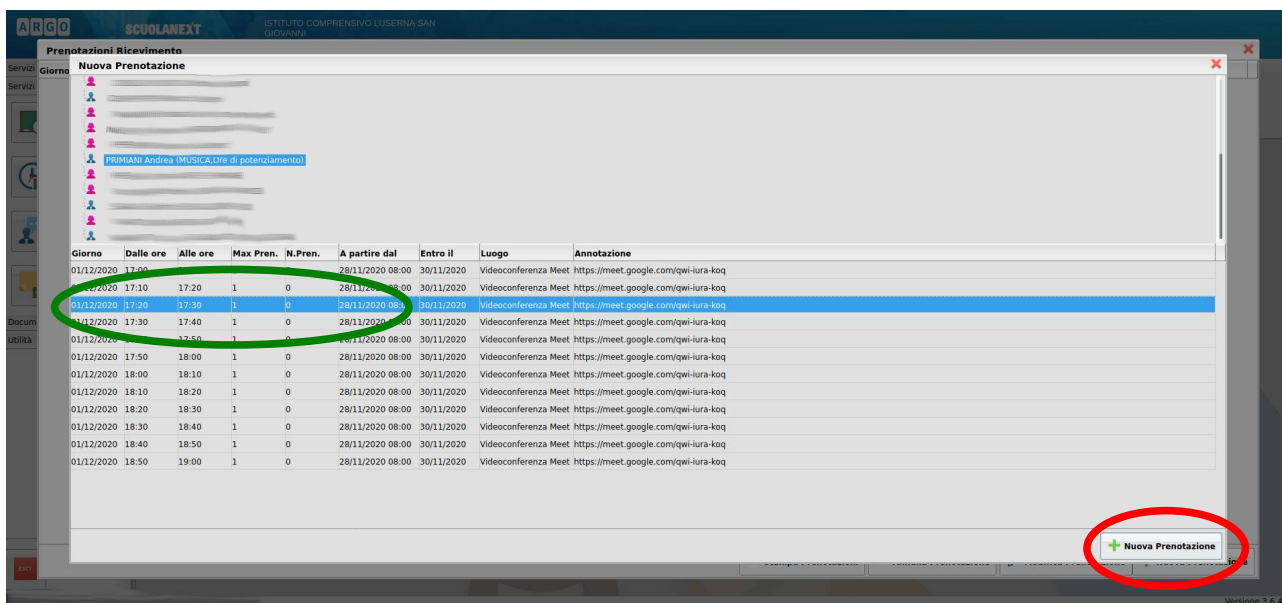 ARGO SCUOLANEXT ISTITUTO COMPRENSIVO LUSERNA SAN GIOVANNI
Prenotazioni Ricevimento
Servizi Giorno
Servizi
Nuova Prenotazione
PRIMIANI Andrea (MUSICA,Ore di potenziamento)
Giorno Dalle ore Alle ore Max Pren. N.Pren. A partire dal Entro il Luogo Annotazione
01/12/2020 17:00 28/11/2020 08:00 30/11/2020 Videoconferenza Meet https://meet.google.com/qwi-iura-koq
17:10 17:20 1 0 28/11/2020 08:00 30/11/2020 Videoconferenza Meet https://meet.google.com/qwi-iura-koq
01/12/2020 17:20 17:30 1 0 28/11/2020 30/11/2020 Videoconferenza Meet https://meet.google.com/qwi-iura-koq
01/12/2020 17:30 17:40 1 0 28/11/2020 30/11/2020 Videoconferenza Meet https://meet.google.com/qwi-iura-koq
01/12/2020 17:50 1 0 28/11/2020 08:00 30/11/2020 Videoconferenza Meet https://meet.google.com/qwi-iura-koq
01/12/2020 17:50 18:00 1 0 28/11/2020 08:00 30/11/2020 Videoconferenza Meet https://meet.google.com/qwi-iura-koq
01/12/2020 18:00 18:10 1 0 28/11/2020 08:00 30/11/2020 Videoconferenza Meet https://meet.google.com/qwi-iura-koq
01/12/2020 18:10 18:20 1 0 28/11/2020 08:00 30/11/2020 Videoconferenza Meet https://meet.google.com/qwi-iura-koq
01/12/2020 18:20 18:30 1 0 28/11/2020 08:00 30/11/2020 Videoconferenza Meet https://meet.google.com/qwi-iura-koq
01/12/2020 18:30 18:40 1 0 28/11/2020 08:00 30/11/2020 Videoconferenza Meet https://meet.google.com/qwi-iura-koq
01/12/2020 18:40 18:50 1 0 28/11/2020 08:00 30/11/2020 Videoconferenza Meet https://meet.google.com/qwi-iura-koq
01/12/2020 18:50 19:00 1 0 28/11/2020 08:00 30/11/2020 Videoconferenza Meet https://meet.google.com/qwi-iura-koq
Docum
Utilità
Nuova Prenotazione
ESCI
Versione 3.6.4